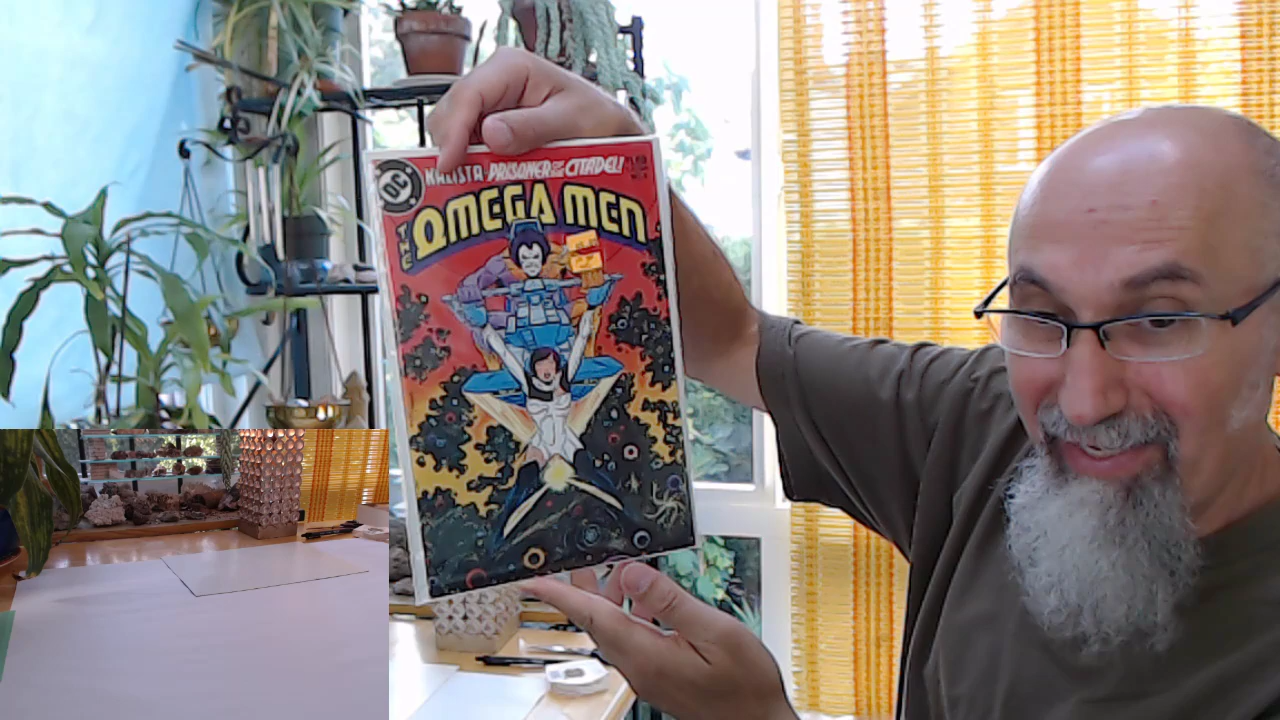 KALISTA-PRISONER OF THE CITADEL!
DC
THE OMEGA MEN